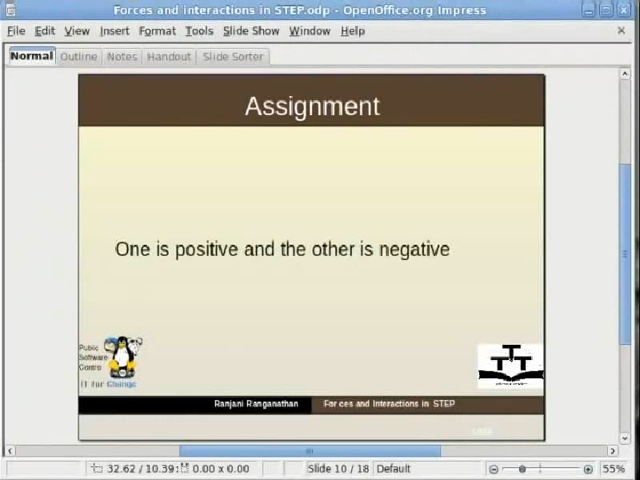 Forces and interactions in STEP.odp - OpenOffice.org Impress
File Edit View Insert Format Tools Slide Show Window Help
Normal Outline Notes Handout Slide Sorter
Assignment
One is positive and the other is negative
Public
Software
Centre
IT for Change
TTT
Ranjani Ranganathan Forces and Interactions in STEP
32.62 / 10.39 0.00 x 0.00 Slide 10 / 18 Default 55%